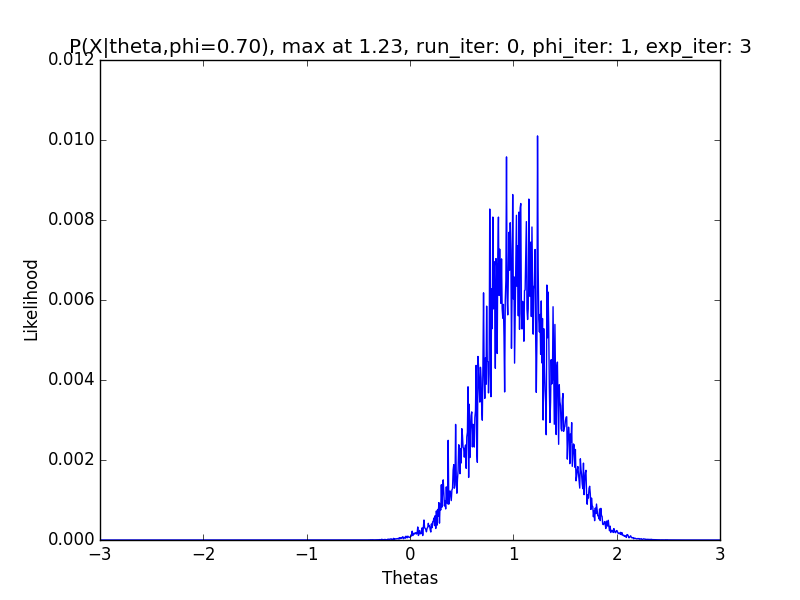 P(X|theta,phi=0.70), max at 1.23, run_iter: 0, phi_iter: 1, exp_iter: 3
0.012
0.010
0.008
0.006
0.004
0.002
0.000
Likelihood
−3 −2 −1 0 1 2 3
Thetas